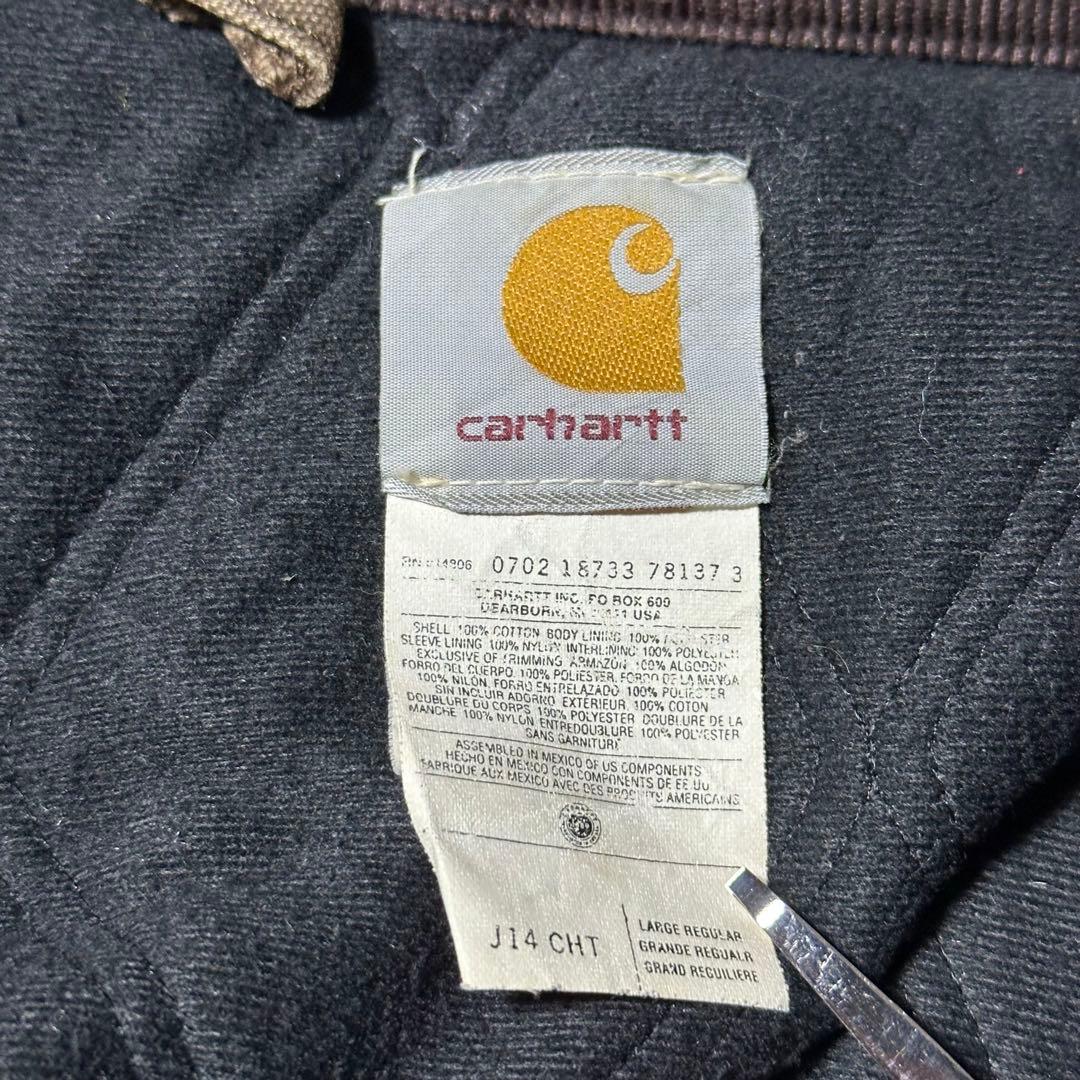 carhartt
RN #14806 0702 18733 78137 3
CARHARTT INC. PO BOX 600
DEARBORN, USA
SHELL 100% COTTON BODY LINING 100% POLYESTER
SLEEVE LINING 100% NYLON INTERLINING 100% POLYESTER
EXCLUSIVE OF TRIMMING ARMAZON 100% ALGODON
FORRO DEL CUERPO 100% POLIESTER FORRO DE LA MANGA
100% NILON FORRO ENTRELAZADO 100% POLIESTER
SIN INCLUIR ADORNO EXTÉRIEUR 100% COTON
DOUBLURE DU CORPS 100% POLYESTER DOUBLURE DE LA
MANCHE 100% NYLON ENTREDOUBLURE 100% POLYESTER
SANS GARNITURE
ASSEMBLED IN MEXICO OF US COMPONENTS
HECHO EN MEXICO CON COMPONENTES DE EE UU
FABRIQUE AUX MEXICO AVEC DES PRODUITS AMERICAINS
J14 CHT
LARGE REGULAR
GRANDE REGUALR
GRAND REGUILIERE